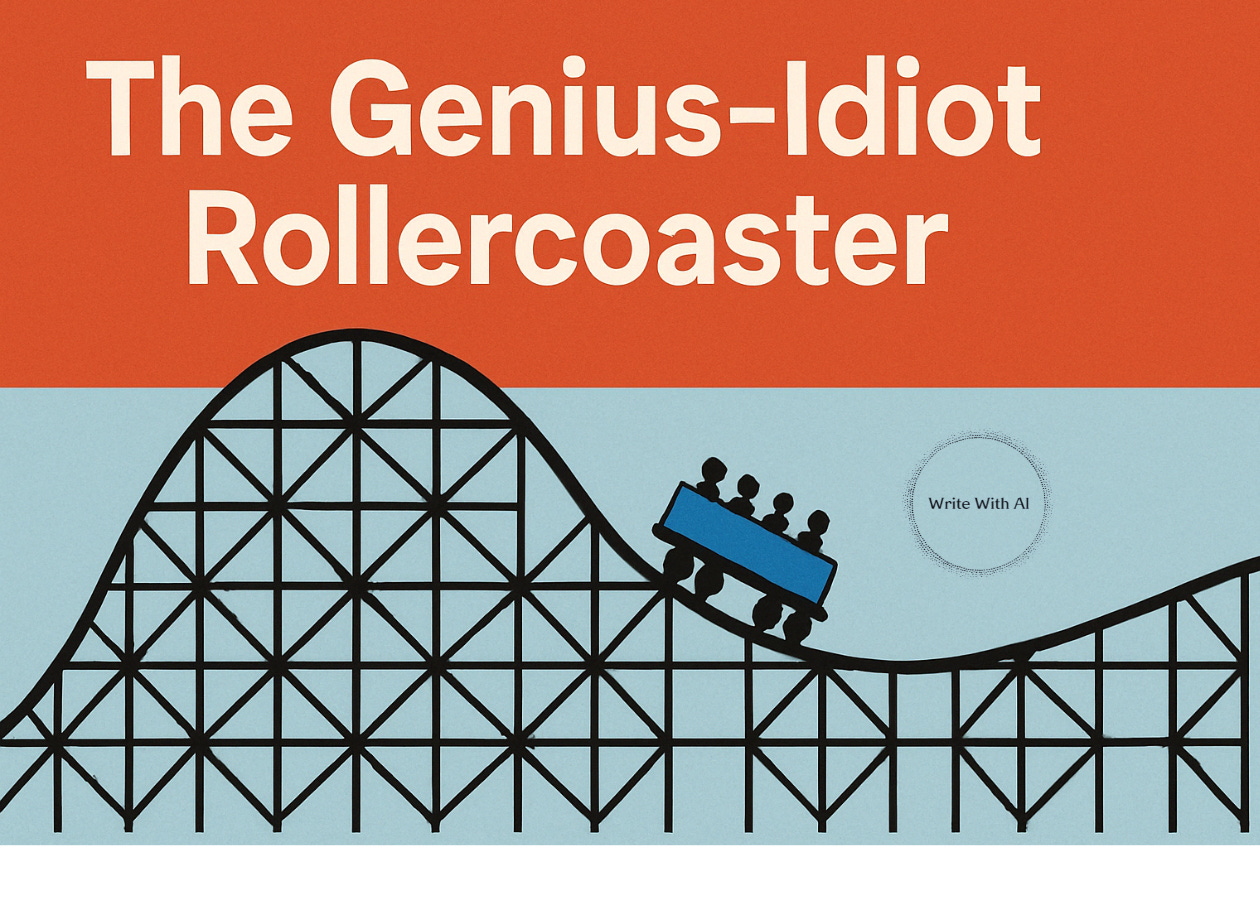 The Genius-Idiot
Rollercoaster
Write With AI